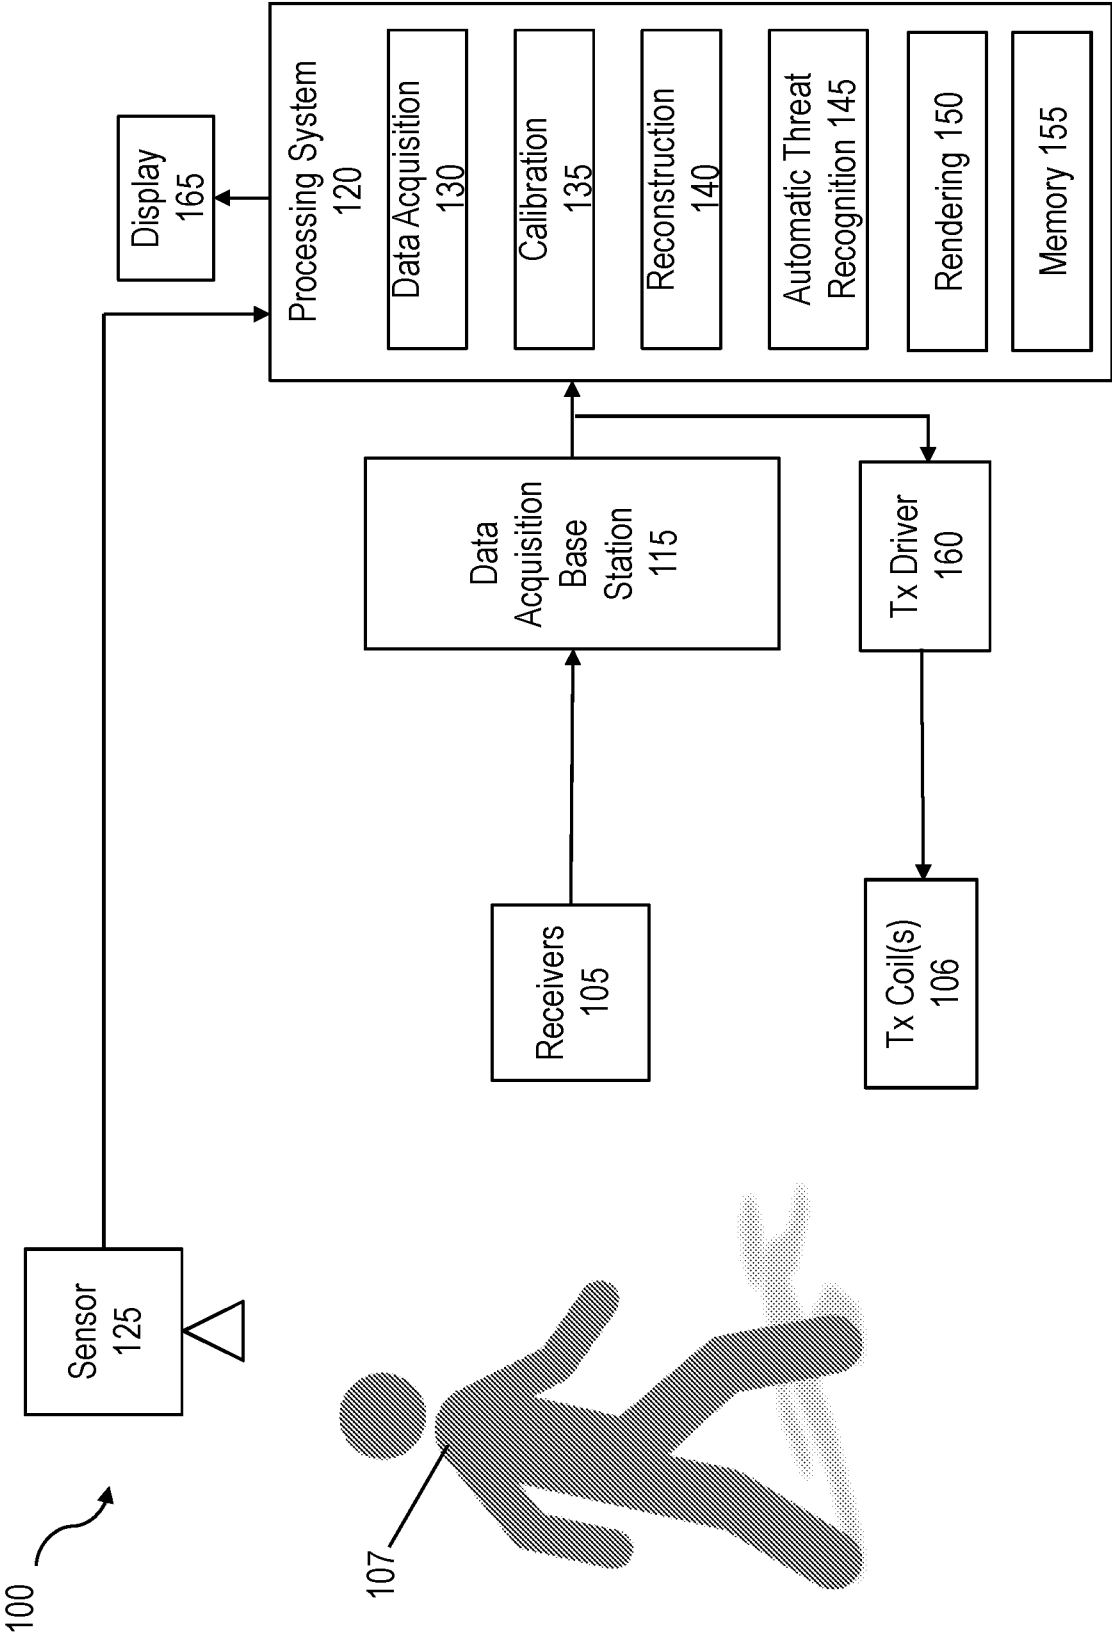 100
Sensor
125
107
Receivers
105
Tx Coil(s)
106
Data
Acquisition
Base
Station
115
Tx Driver
160
Display
165
Processing System
120
Data Acquisition
130
Calibration
135
Reconstruction
140
Automatic Threat
Recognition 145
Rendering 150
Memory 155